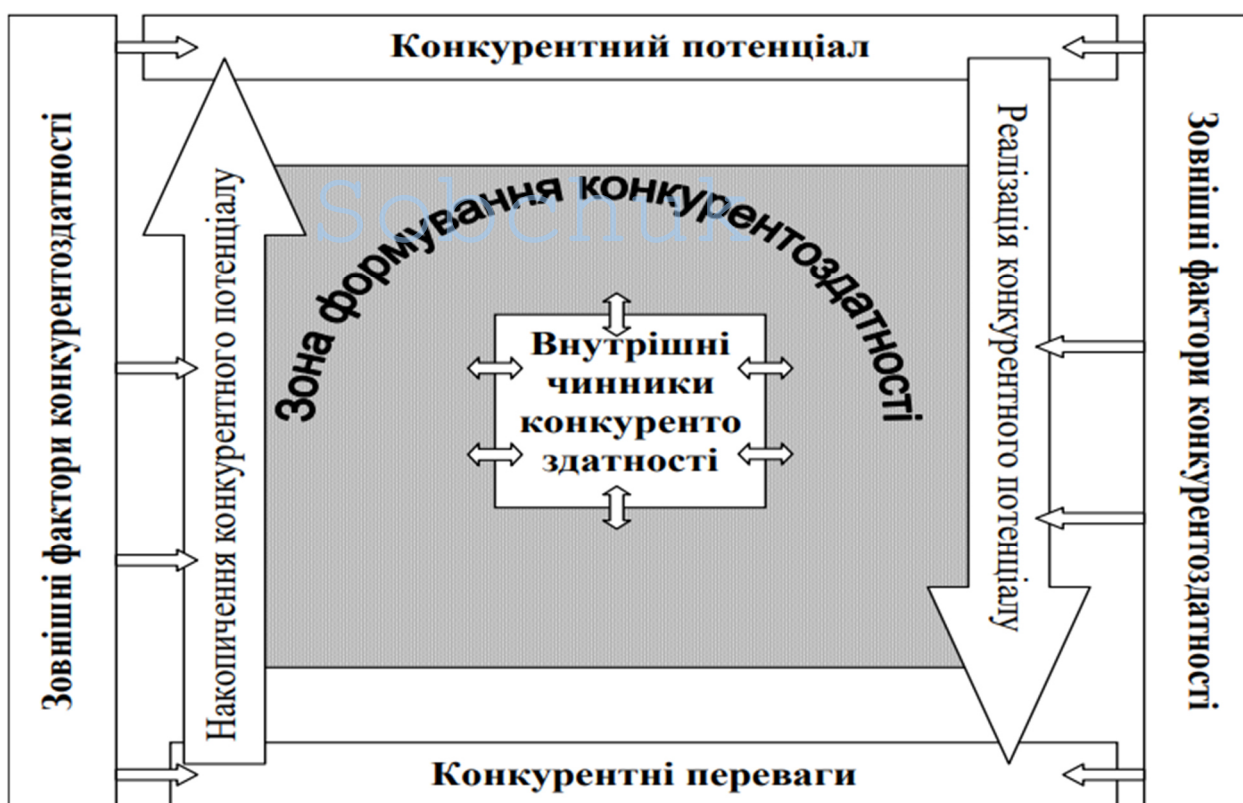 Конкурентний потенціал
Зовнішні фактори конкурентоздатності
Накопичення конкурентного потенціалу
Sobchuk
Зона формування конкурентоздатності
Внутрішні
чинники
конкуренто
здатності
Реалізація конкурентного потенціалу
Зовнішні фактори конкурентоздатності
Конкурентні переваги